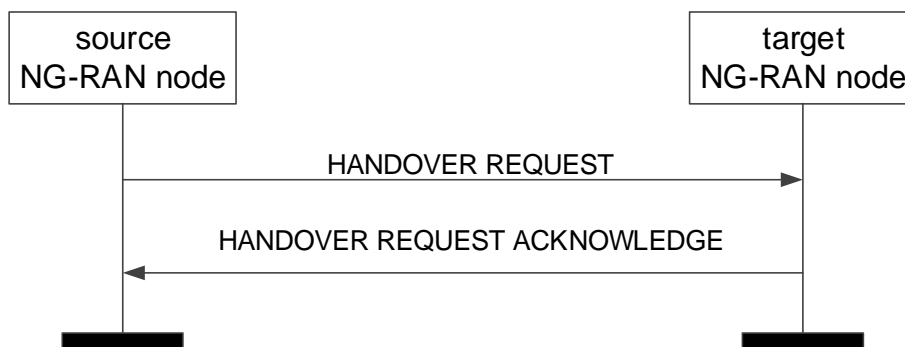 source
NG-RAN node
target
NG-RAN node
HANDOVER REQUEST
HANDOVER REQUEST ACKNOWLEDGE